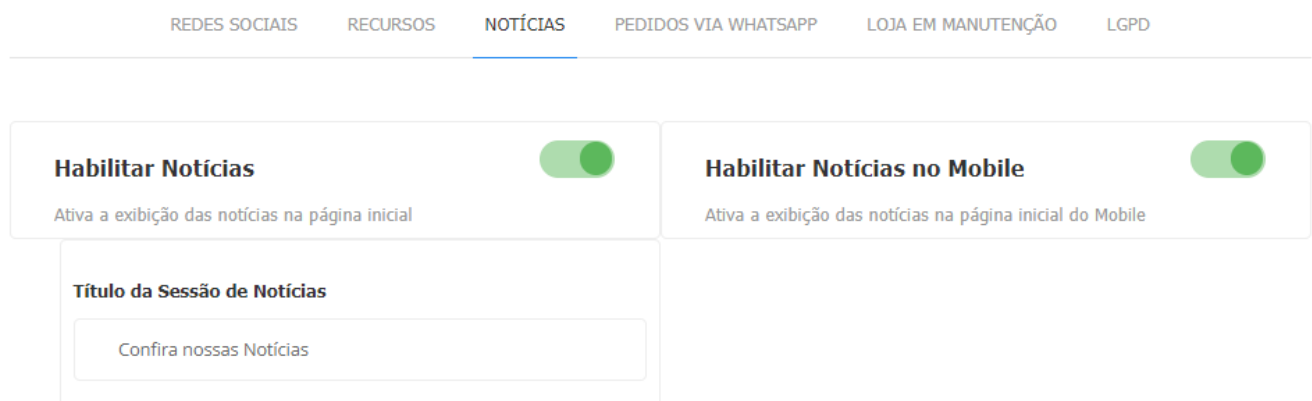 REDES SOCIAIS RECURSOS NOTÍCIAS PEDIDOS VIA WHATSAPP LOJA EM MANUTENÇÃO LGPD
Habilitar Notícias
Ativa a exibição das notícias na página inicial
Habilitar Notícias no Mobile
Ativa a exibição das notícias na página inicial do Mobile
Título da Sessão de Notícias
Confira nossas Notícias